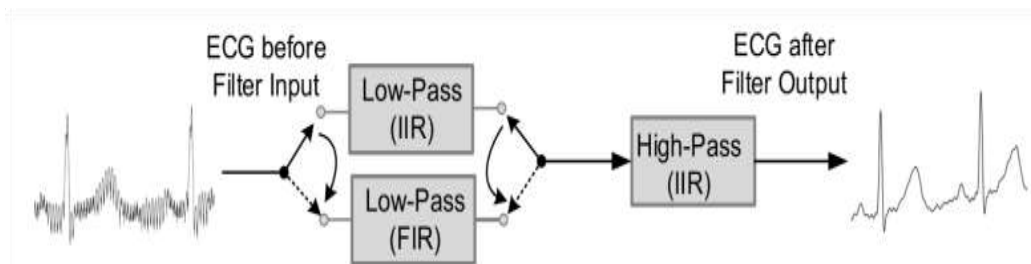 ECG before
Filter Input
Low-Pass
(IIR)
Low-Pass
(FIR)
High-Pass
(IIR)
ECG after
Filter Output